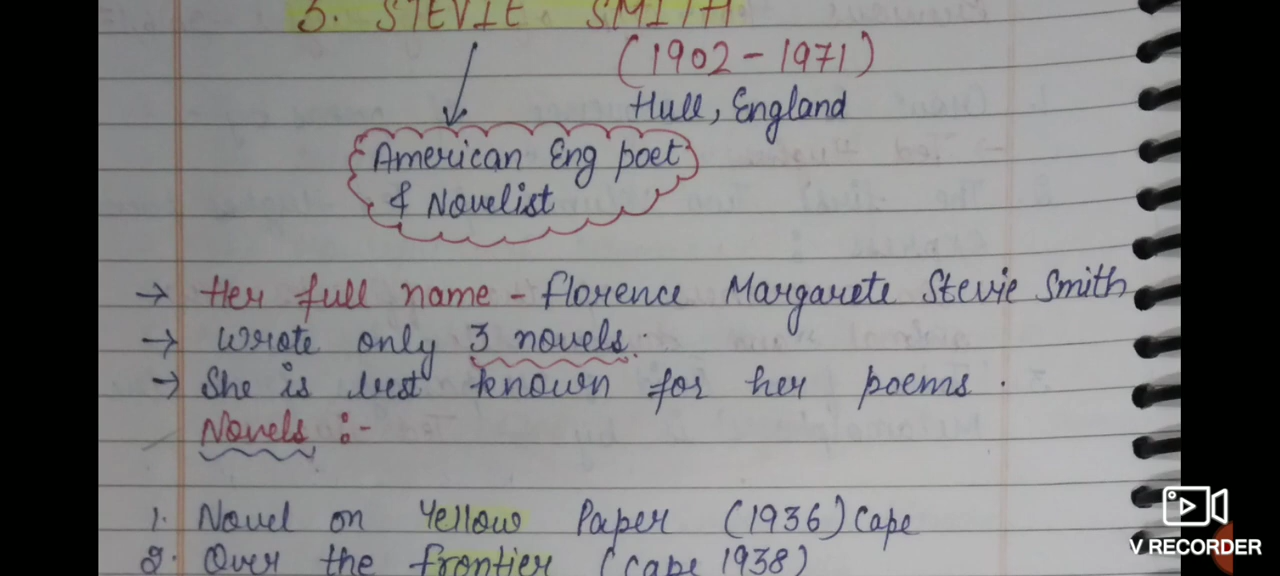 3. STEVIE SMITH
(1902-1971)
Hull, England
American Eng poet
& Novelist
→ Her full name - Florence Margarete Stevie Smith
→ Wrote only 3 novels.
→ She is best known for her poems.
Novels :-
1. Novel on Yellow Paper (1936) Cape
2. Over the frontier (Cape 1938)
V RECORDER